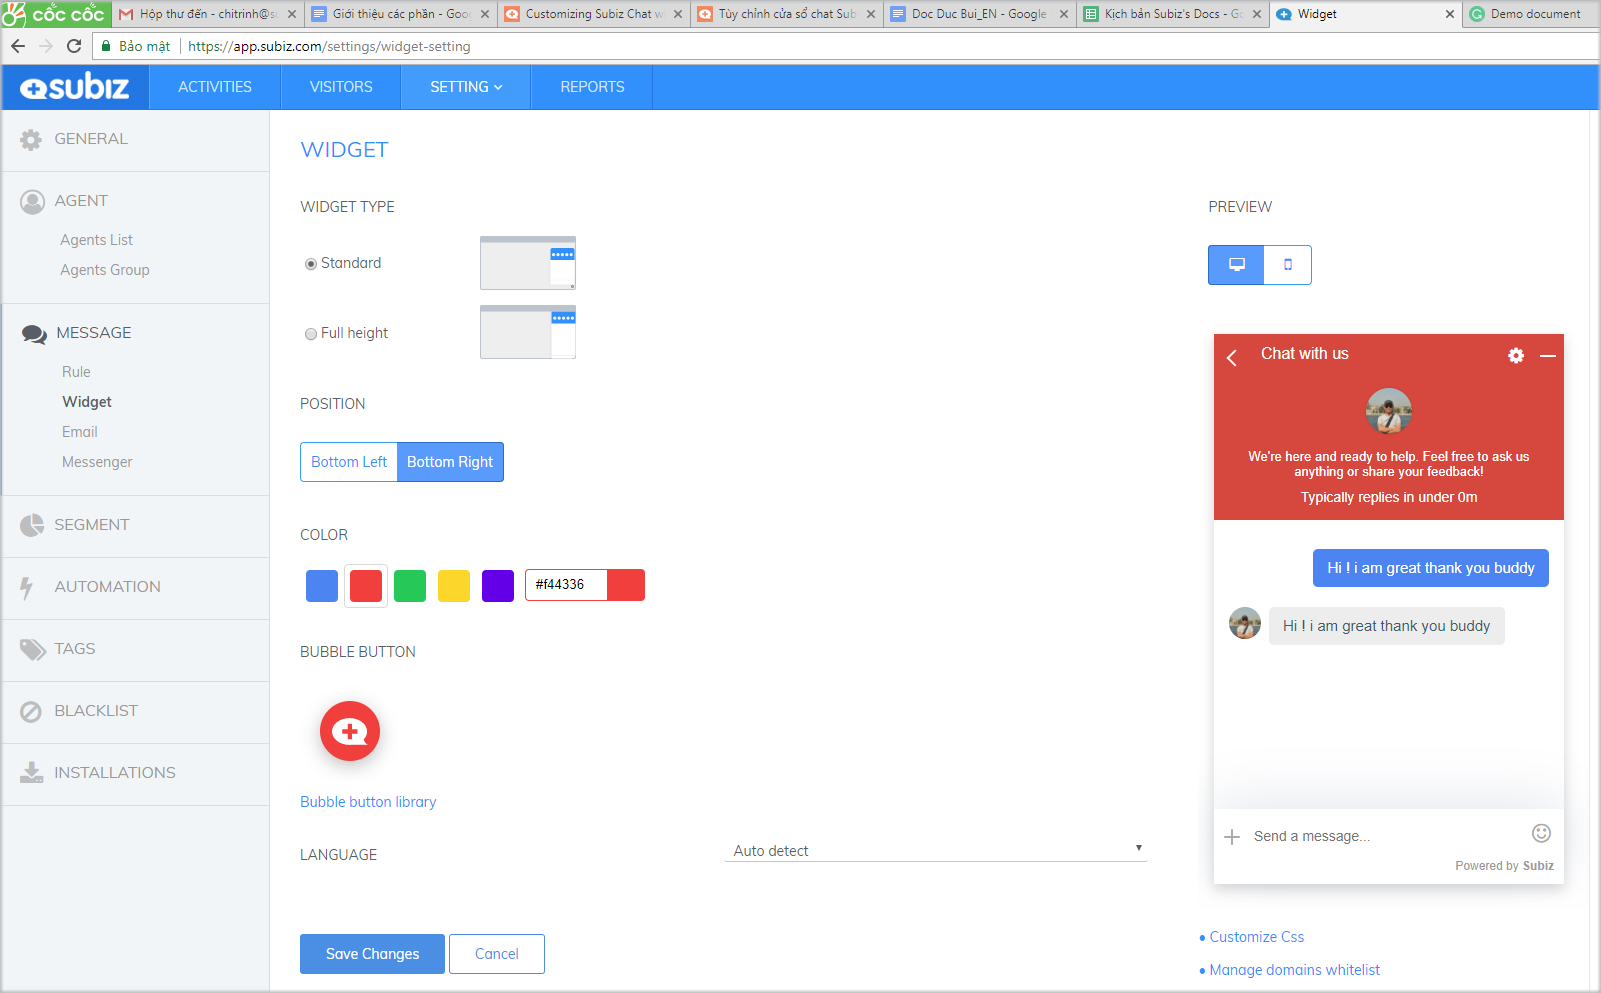 cốc cốc
Hộp thư đến - chitrinh@su
Giới thiệu các phần - Goo
Customizing Subiz Chat w
Tùy chỉnh cửa sổ chat Sub
Doc Duc Bui_EN - Google
Kịch bản Subiz's Docs - Go
Widget
Demo document
Bảo mật
https://app.subiz.com/settings/widget-setting
subiz
ACTIVITIES
VISITORS
SETTING
REPORTS
GENERAL
AGENT
Agents List
Agents Group
MESSAGE
Rule
Widget
Email
Messenger
SEGMENT
AUTOMATION
TAGS
BLACKLIST
INSTALLATIONS
WIDGET
WIDGET TYPE
Standard
Full height
POSITION
Bottom Left
Bottom Right
COLOR
#f44336
BUBBLE BUTTON
Bubble button library
LANGUAGE
Auto detect
Save Changes
Cancel
PREVIEW
Chat with us
We're here and ready to help. Feel free to ask us
anything or share your feedback!
Typically replies in under 0m
Hi ! i am great thank you buddy
Hi ! i am great thank you buddy
Send a message...
Powered by Subiz
• Customize Css
• Manage domains whitelist